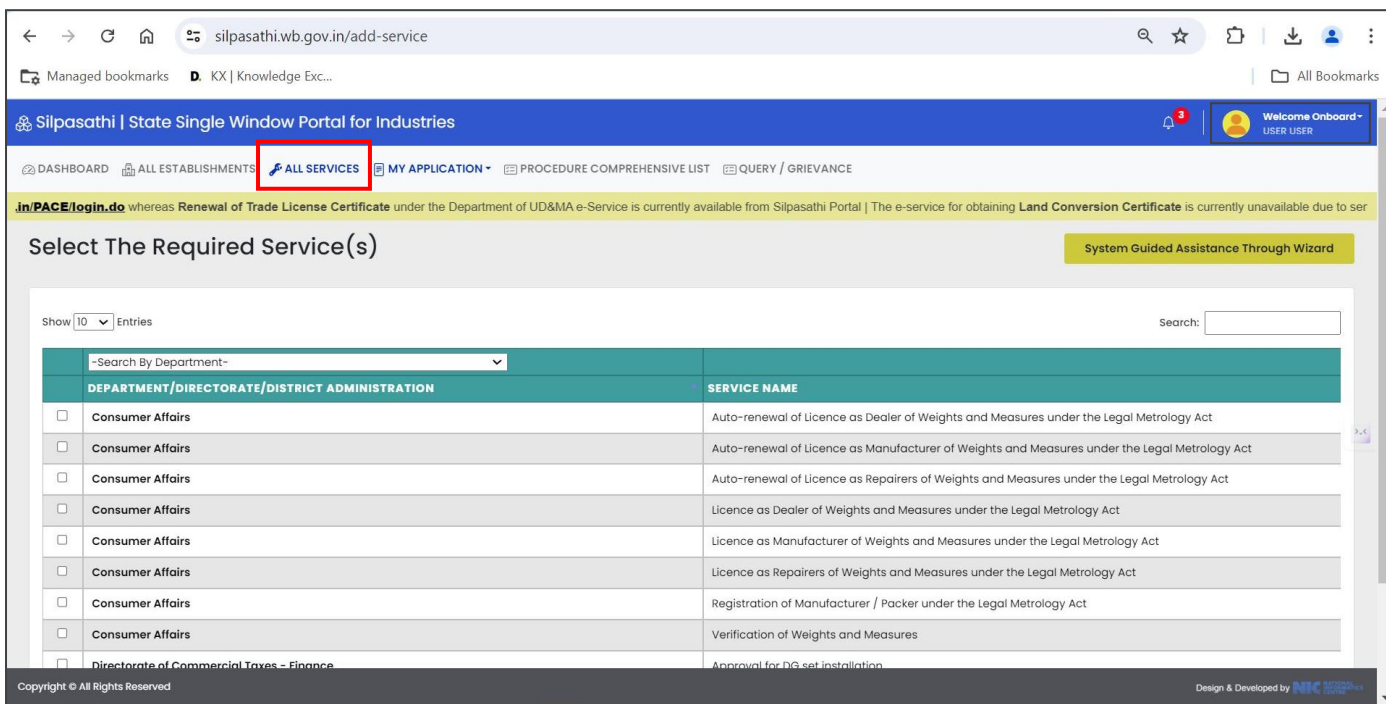 silpasathi.wb.gov.in/add-service
Managed bookmarks D. KX | Knowledge Exc... All Bookmarks
Silpasathi | State Single Window Portal for Industries 3 Welcome Onboard
USER USER
DASHBOARD ALL ESTABLISHMENTS ALL SERVICES MY APPLICATION PROCEDURE COMPREHENSIVE LIST QUERY / GRIEVANCE
.in/PACE/login.do whereas Renewal of Trade License Certificate under the Department of UD&MA e-Service is currently available from Silpasathi Portal | The e-service for obtaining Land Conversion Certificate is currently unavailable due to ser
Select The Required Service(s) System Guided Assistance Through Wizard
Show 10 Entries Search:
-Search By Department-
DEPARTMENT/DIRECTORATE/DISTRICT ADMINISTRATION SERVICE NAME
Consumer Affairs Auto-renewal of Licence as Dealer of Weights and Measures under the Legal Metrology Act
Consumer Affairs Auto-renewal of Licence as Manufacturer of Weights and Measures under the Legal Metrology Act
Consumer Affairs Auto-renewal of Licence as Repairers of Weights and Measures under the Legal Metrology Act
Consumer Affairs Licence as Dealer of Weights and Measures under the Legal Metrology Act
Consumer Affairs Licence as Manufacturer of Weights and Measures under the Legal Metrology Act
Consumer Affairs Licence as Repairers of Weights and Measures under the Legal Metrology Act
Consumer Affairs Registration of Manufacturer / Packer under the Legal Metrology Act
Consumer Affairs Verification of Weights and Measures
Directorate of Commercial Taxes - Finance Approval for DG set installation
Copyright © All Rights Reserved Design & Developed by NIC NATIONAL
INFORMATICS
CENTRE